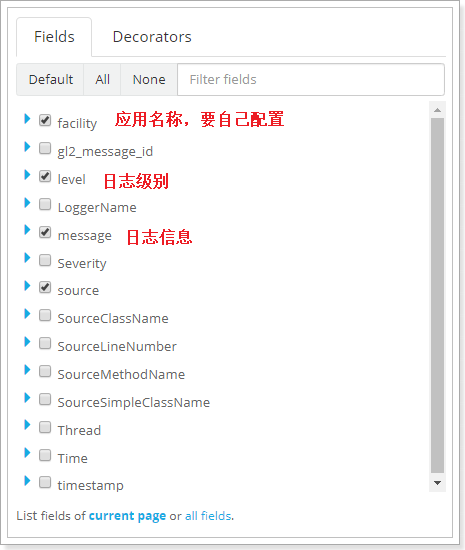 Fields Decorators
Default All None Filter fields
facility 应用名称，要自己配置
gl2_message_id
level 日志级别
LoggerName
message 日志信息
Severity
source
SourceClassName
SourceLineNumber
SourceMethodName
SourceSimpleClassName
Thread
Time
timestamp
List fields of current page or all fields.